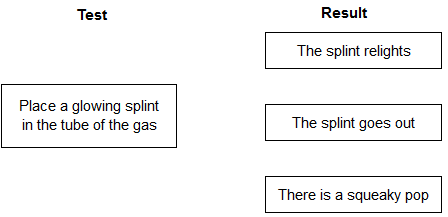 Test
Result
The splint relights
Place a glowing splint
in the tube of the gas
The splint goes out
There is a squeaky pop